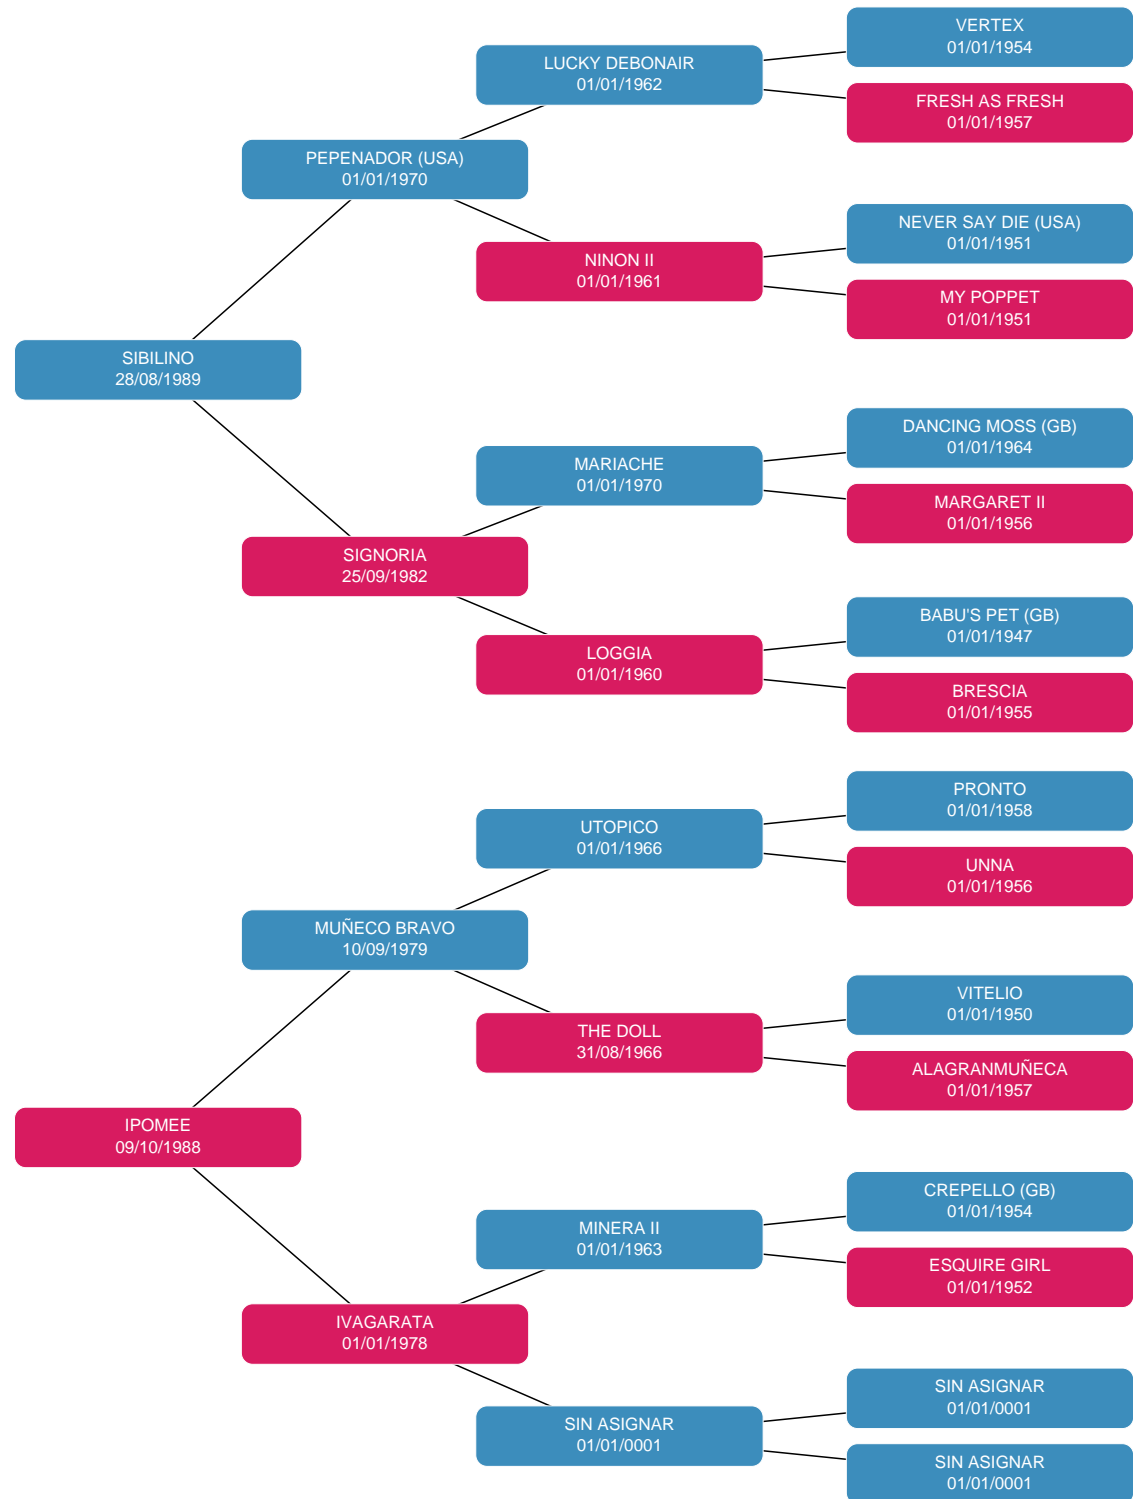 VERTEX
01/01/1954
LUCKY DEBONAIR
01/01/1962
FRESH AS FRESH
01/01/1957
PEPENADOR (USA)
01/01/1970
NEVER SAY DIE (USA)
01/01/1951
NINON II
01/01/1961
MY POPPET
01/01/1951
SIBILINO
28/08/1989
DANCING MOSS (GB)
01/01/1964
MARIACHE
01/01/1970
MARGARET II
01/01/1956
SIGNORIA
25/09/1982
BABU'S PET (GB)
01/01/1947
LOGGIA
01/01/1960
BRESCIA
01/01/1955
PRONTO
01/01/1958
UTOPICO
01/01/1966
UNNA
01/01/1956
MUÑECO BRAVO
10/09/1979
VITELIO
01/01/1950
THE DOLL
31/08/1966
ALAGRANMUÑECA
01/01/1957
IPOMEE
09/10/1988
CREPELLO (GB)
01/01/1954
MINERA II
01/01/1963
ESQUIRE GIRL
01/01/1952
IVAGARATA
01/01/1978
SIN ASIGNAR
01/01/0001
SIN ASIGNAR
01/01/0001
SIN ASIGNAR
01/01/0001